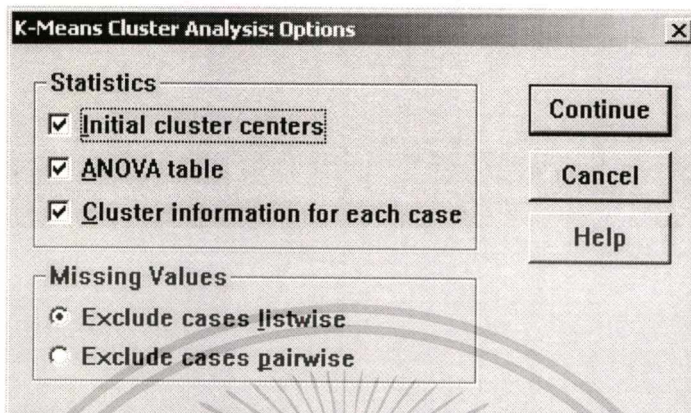 K-Means Cluster Analysis: Options
Statistics
Initial cluster centers
ANOVA table
Cluster information for each case
Missing Values
Exclude cases listwise
Exclude cases pairwise
Continue
Cancel
Help